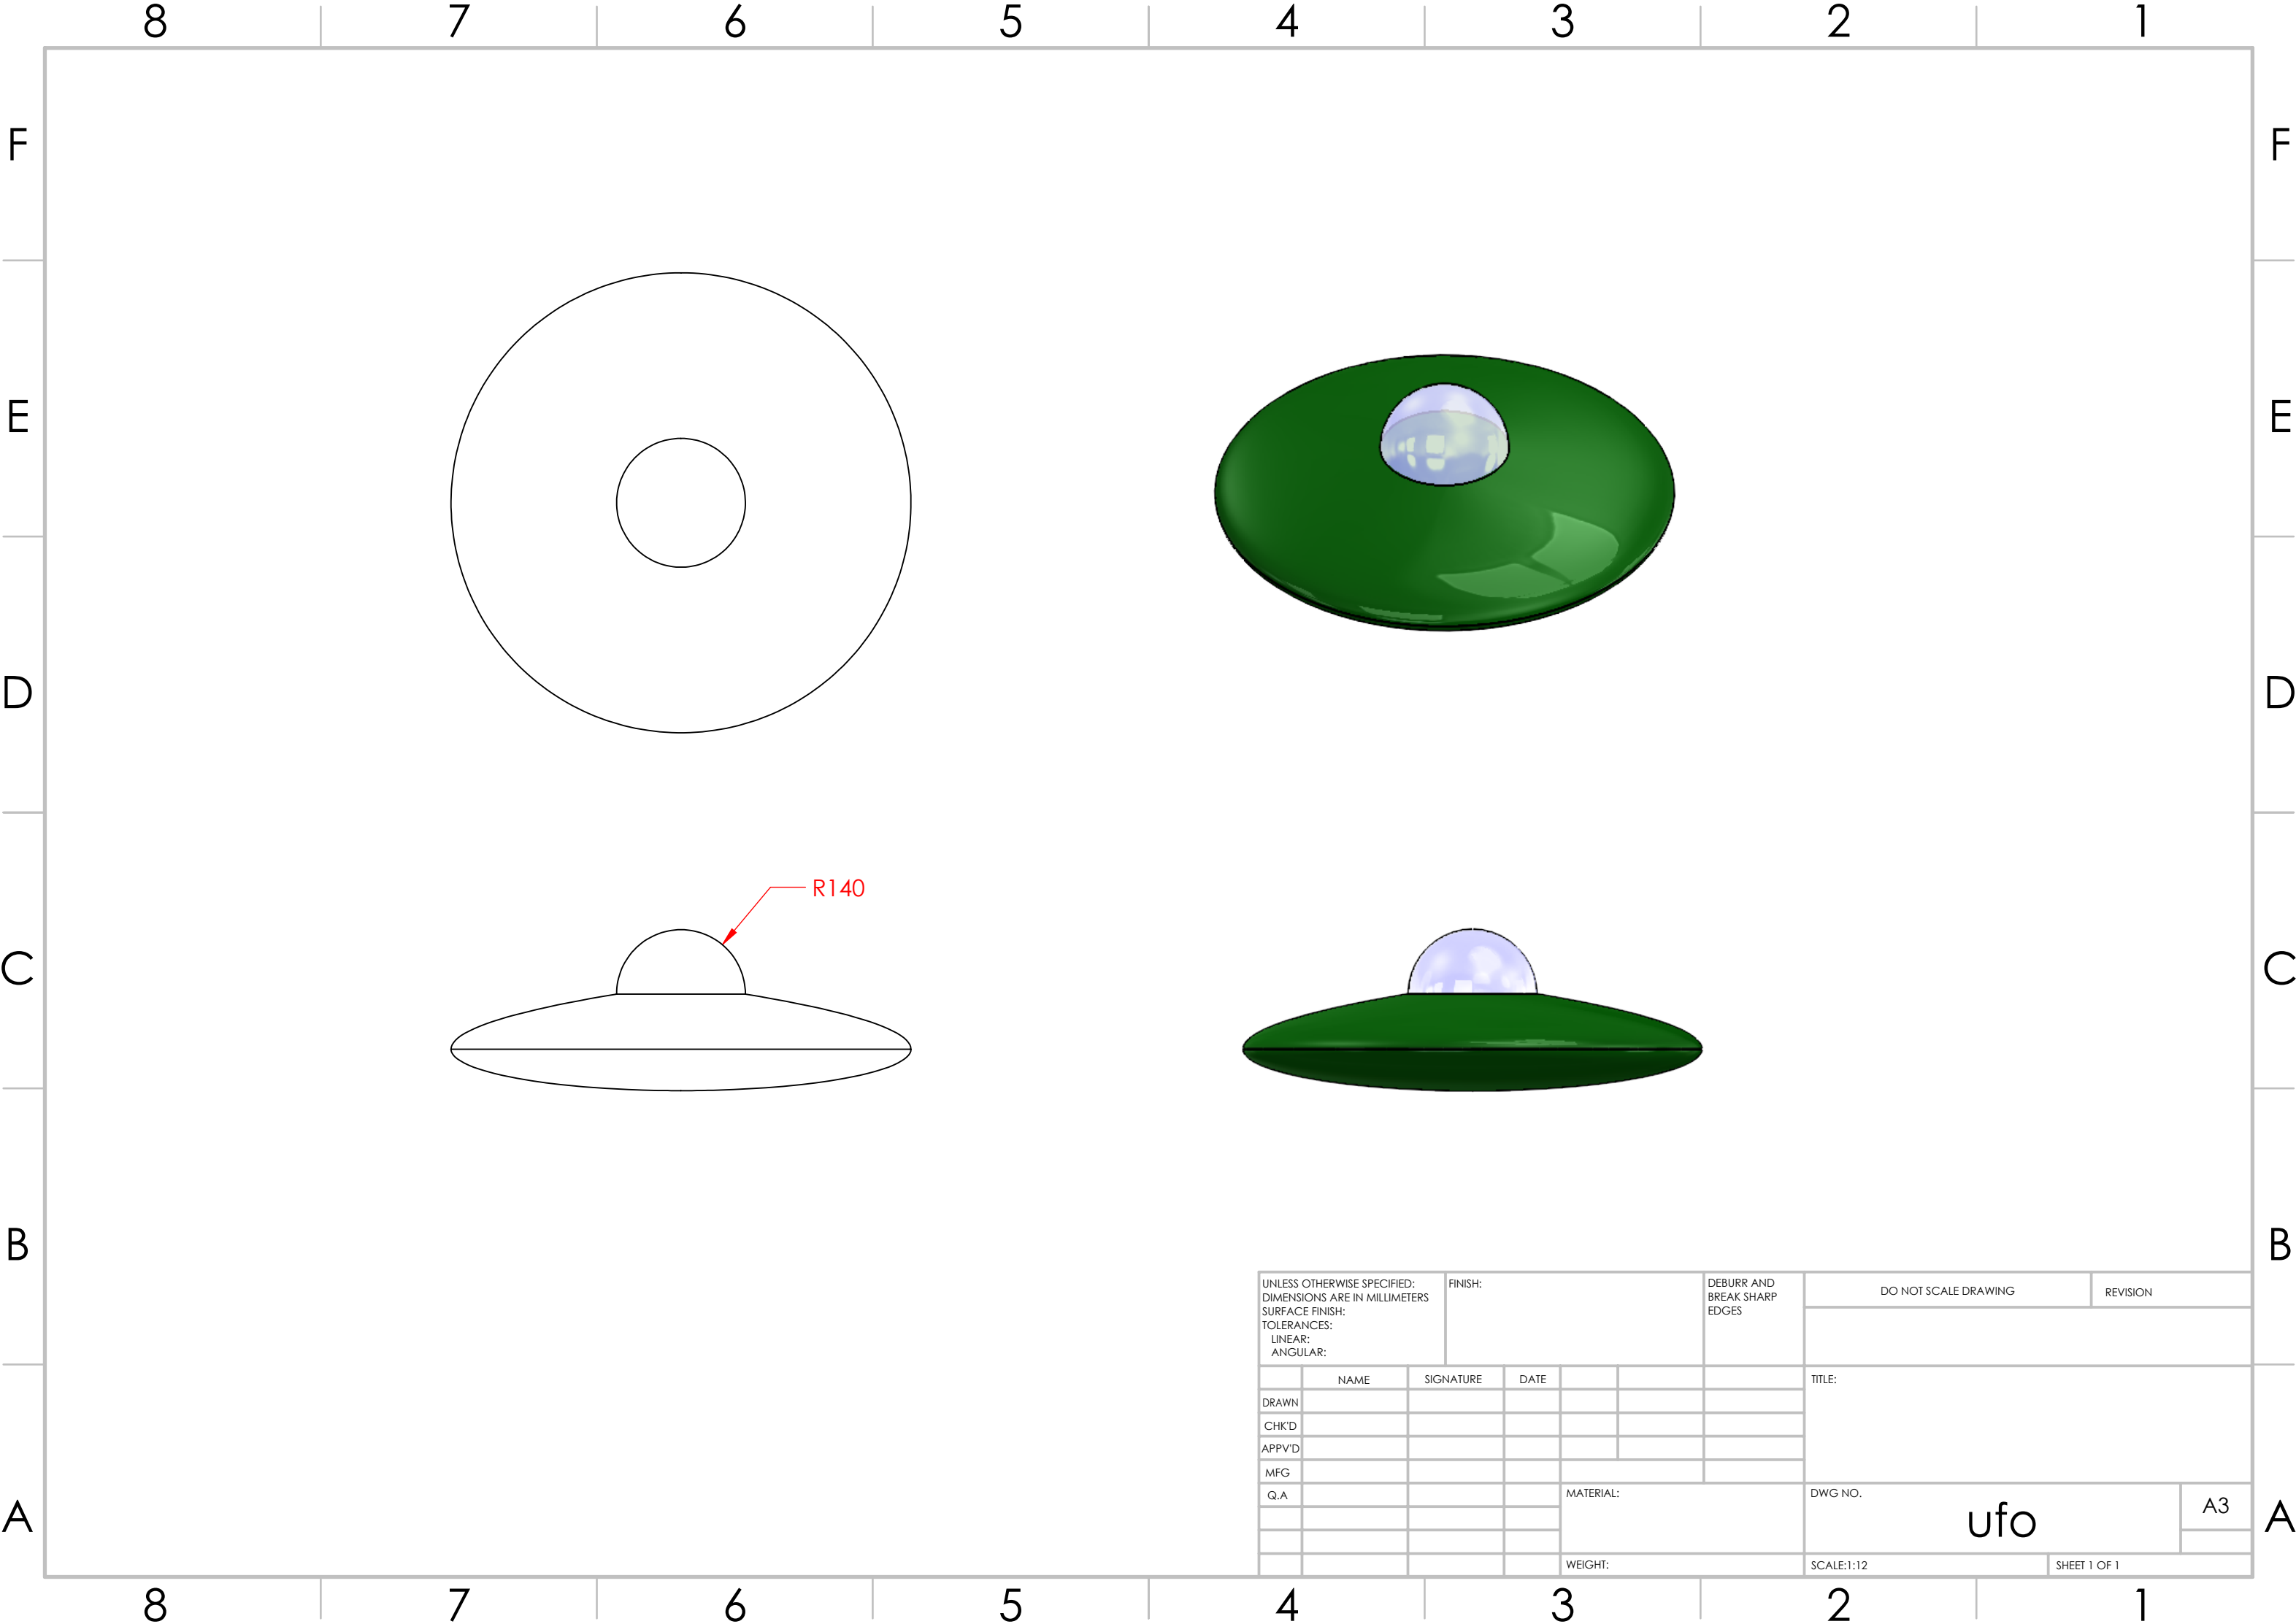 8 7 6 5 4 3 2 1
F F
E E
D D
R140
C C
B B
UNLESS OTHERWISE SPECIFIED:
DIMENSIONS ARE IN MILLIMETERS
SURFACE FINISH:
TOLERANCES:
LINEAR:
ANGULAR:
FINISH:
DEBURR AND
BREAK SHARP
EDGES
DO NOT SCALE DRAWING
REVISION
NAME SIGNATURE DATE
DRAWN
CHK'D
APPV'D
MFG
Q.A
TITLE:
MATERIAL:
DWG NO.
ufo
A3
A A
WEIGHT:
SCALE:1:12
SHEET 1 OF 1
8 7 6 5 4 3 2 1